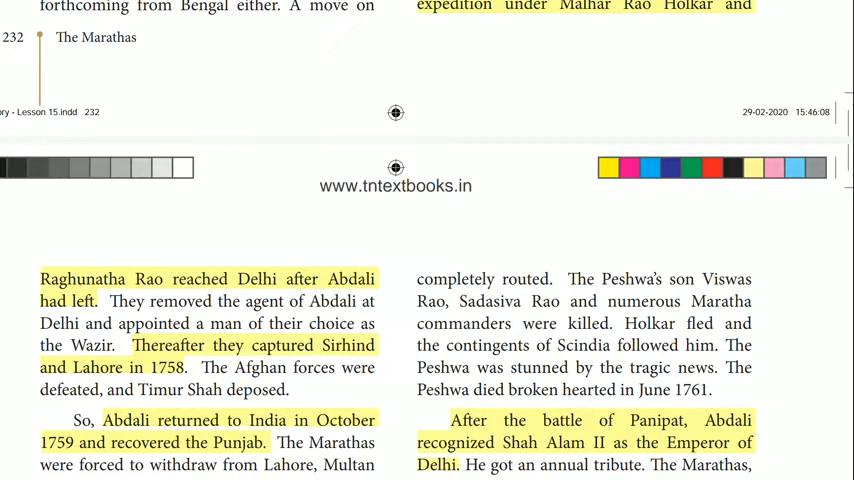 forthcoming from Bengal either. A move on
expedition under Malhar Rao Holkar and
232 The Marathas
ory - Lesson 15.indd 232
29-02-2020 15:46:08
www.tntextbooks.in
Raghunatha Rao reached Delhi after Abdali
had left. They removed the agent of Abdali at
Delhi and appointed a man of their choice as
the Wazir. Thereafter they captured Sirhind
and Lahore in 1758. The Afghan forces were
defeated, and Timur Shah deposed.
So, Abdali returned to India in October
1759 and recovered the Punjab. The Marathas
were forced to withdraw from Lahore, Multan
completely routed. The Peshwa's son Viswas
Rao, Sadasiva Rao and numerous Maratha
commanders were killed. Holkar fled and
the contingents of Scindia followed him. The
Peshwa was stunned by the tragic news. The
Peshwa died broken hearted in June 1761.
After the battle of Panipat, Abdali
recognized Shah Alam II as the Emperor of
Delhi. He got an annual tribute. The Marathas,